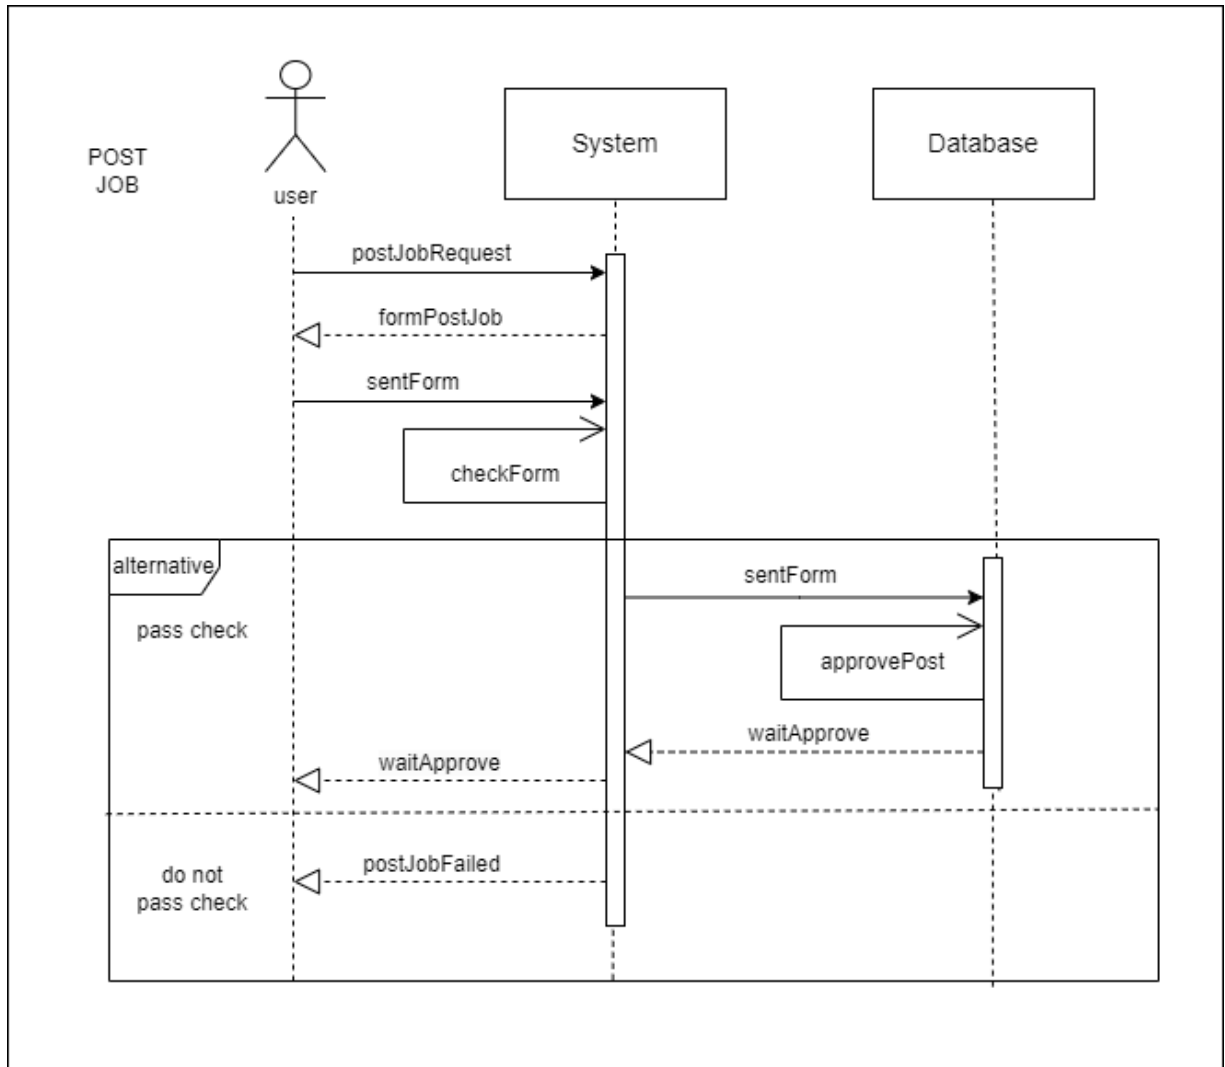 POST
JOB
user
System
Database
postJobRequest
formPostJob
sentForm
checkForm
alternative
pass check
sentForm
approvePost
waitApprove
waitApprove
do not
pass check
postJobFailed